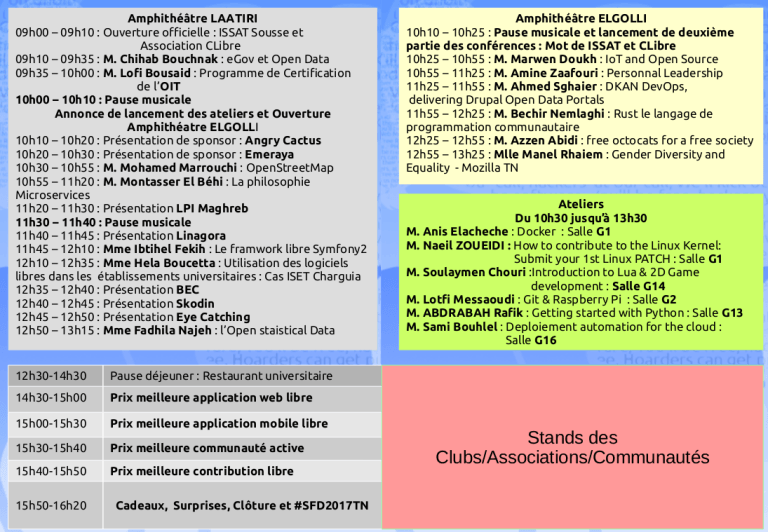 Amphithéâtre LAATIRI
09h00 – 09h10 : Ouverture officielle : ISSAT Sousse et
Association CLibre
09h10 – 09h35 : M. Chihab Bouchnak : eGov et Open Data
09h35 – 10h00 : M. Lofi Bousaid : Programme de Certification
de l'OIT
10h00 – 10h10 : Pause musicale
Annonce de lancement des ateliers et Ouverture
Amphithéatre ELGOLLI
10h10 – 10h20 : Présentation de sponsor : Angry Cactus
10h20 – 10h30 : Présentation de sponsor : Emeraya
10h30 – 10h55 : M. Mohamed Marrouchi : OpenStreetMap
10h55 – 11h20 : M. Montasser El Béhi : La philosophie
Microservices
11h20 – 11h30 : Présentation LPI Maghreb
11h30 – 11h40 : Pause musicale
11h40 – 11h45 : Présentation Linagora
11h45 – 12h10 : Mme Ibtihel Fekih : Le framwork libre Symfony2
12h10 – 12h35 : Mme Hela Boucetta : Utilisation des logiciels
libres dans les établissements universitaires : Cas ISET Charguia
12h35 – 12h40 : Présentation BEC
12h40 – 12h45 : Présentation Skodin
12h45 – 12h50 : Présentation Eye Catching
12h50 – 13h15 : Mme Fadhila Najeh : l'Open staistical Data
Amphithéâtre ELGOLLI
10h10 – 10h25 : Pause musicale et lancement de deuxième
partie des conférences : Mot de ISSAT et CLibre
10h25 – 10h55 : M. Marwen Doukh : IoT and Open Source
10h55 – 11h25 : M. Amine Zaafouri : Personnal Leadership
11h25 – 11h55 : M. Ahmed Sghaier : DKAN DevOps,
delivering Drupal Open Data Portals
11h55 – 12h25 : M. Bechir Nemlaghi : Rust le langage de
programmation communautaire
12h25 – 12h55 : M. Azzen Abidi : free octocats for a free society
12h55 – 13h25 : Mlle Manel Rhaiem : Gender Diversity and
Equality - Mozilla TN
Ateliers
Du 10h30 jusqu'à 13h30
M. Anis Elacheche : Docker : Salle G1
M. Naeil ZOUEIDI : How to contribute to the Linux Kernel:
Submit your 1st Linux PATCH : Salle G1
M. Soulaymen Chouri :Introduction to Lua & 2D Game
development : Salle G14
M. Lotfi Messaoudi : Git & Raspberry Pi : Salle G2
M. ABDRABAH Rafik : Getting started with Python : Salle G13
M. Sami Bouhlel : Deploiement automation for the cloud :
Salle G16
12h30-14h30 Pause déjeuner : Restaurant universitaire
14h30-15h00 Prix meilleure application web libre
15h00-15h30 Prix meilleure application mobile libre
15h30-15h40 Prix meilleure communauté active
15h40-15h50 Prix meilleure contribution libre
15h50-16h20 Cadeaux, Surprises, Clôture et #SFD2017TN
Stands des
Clubs/Associations/Communautés